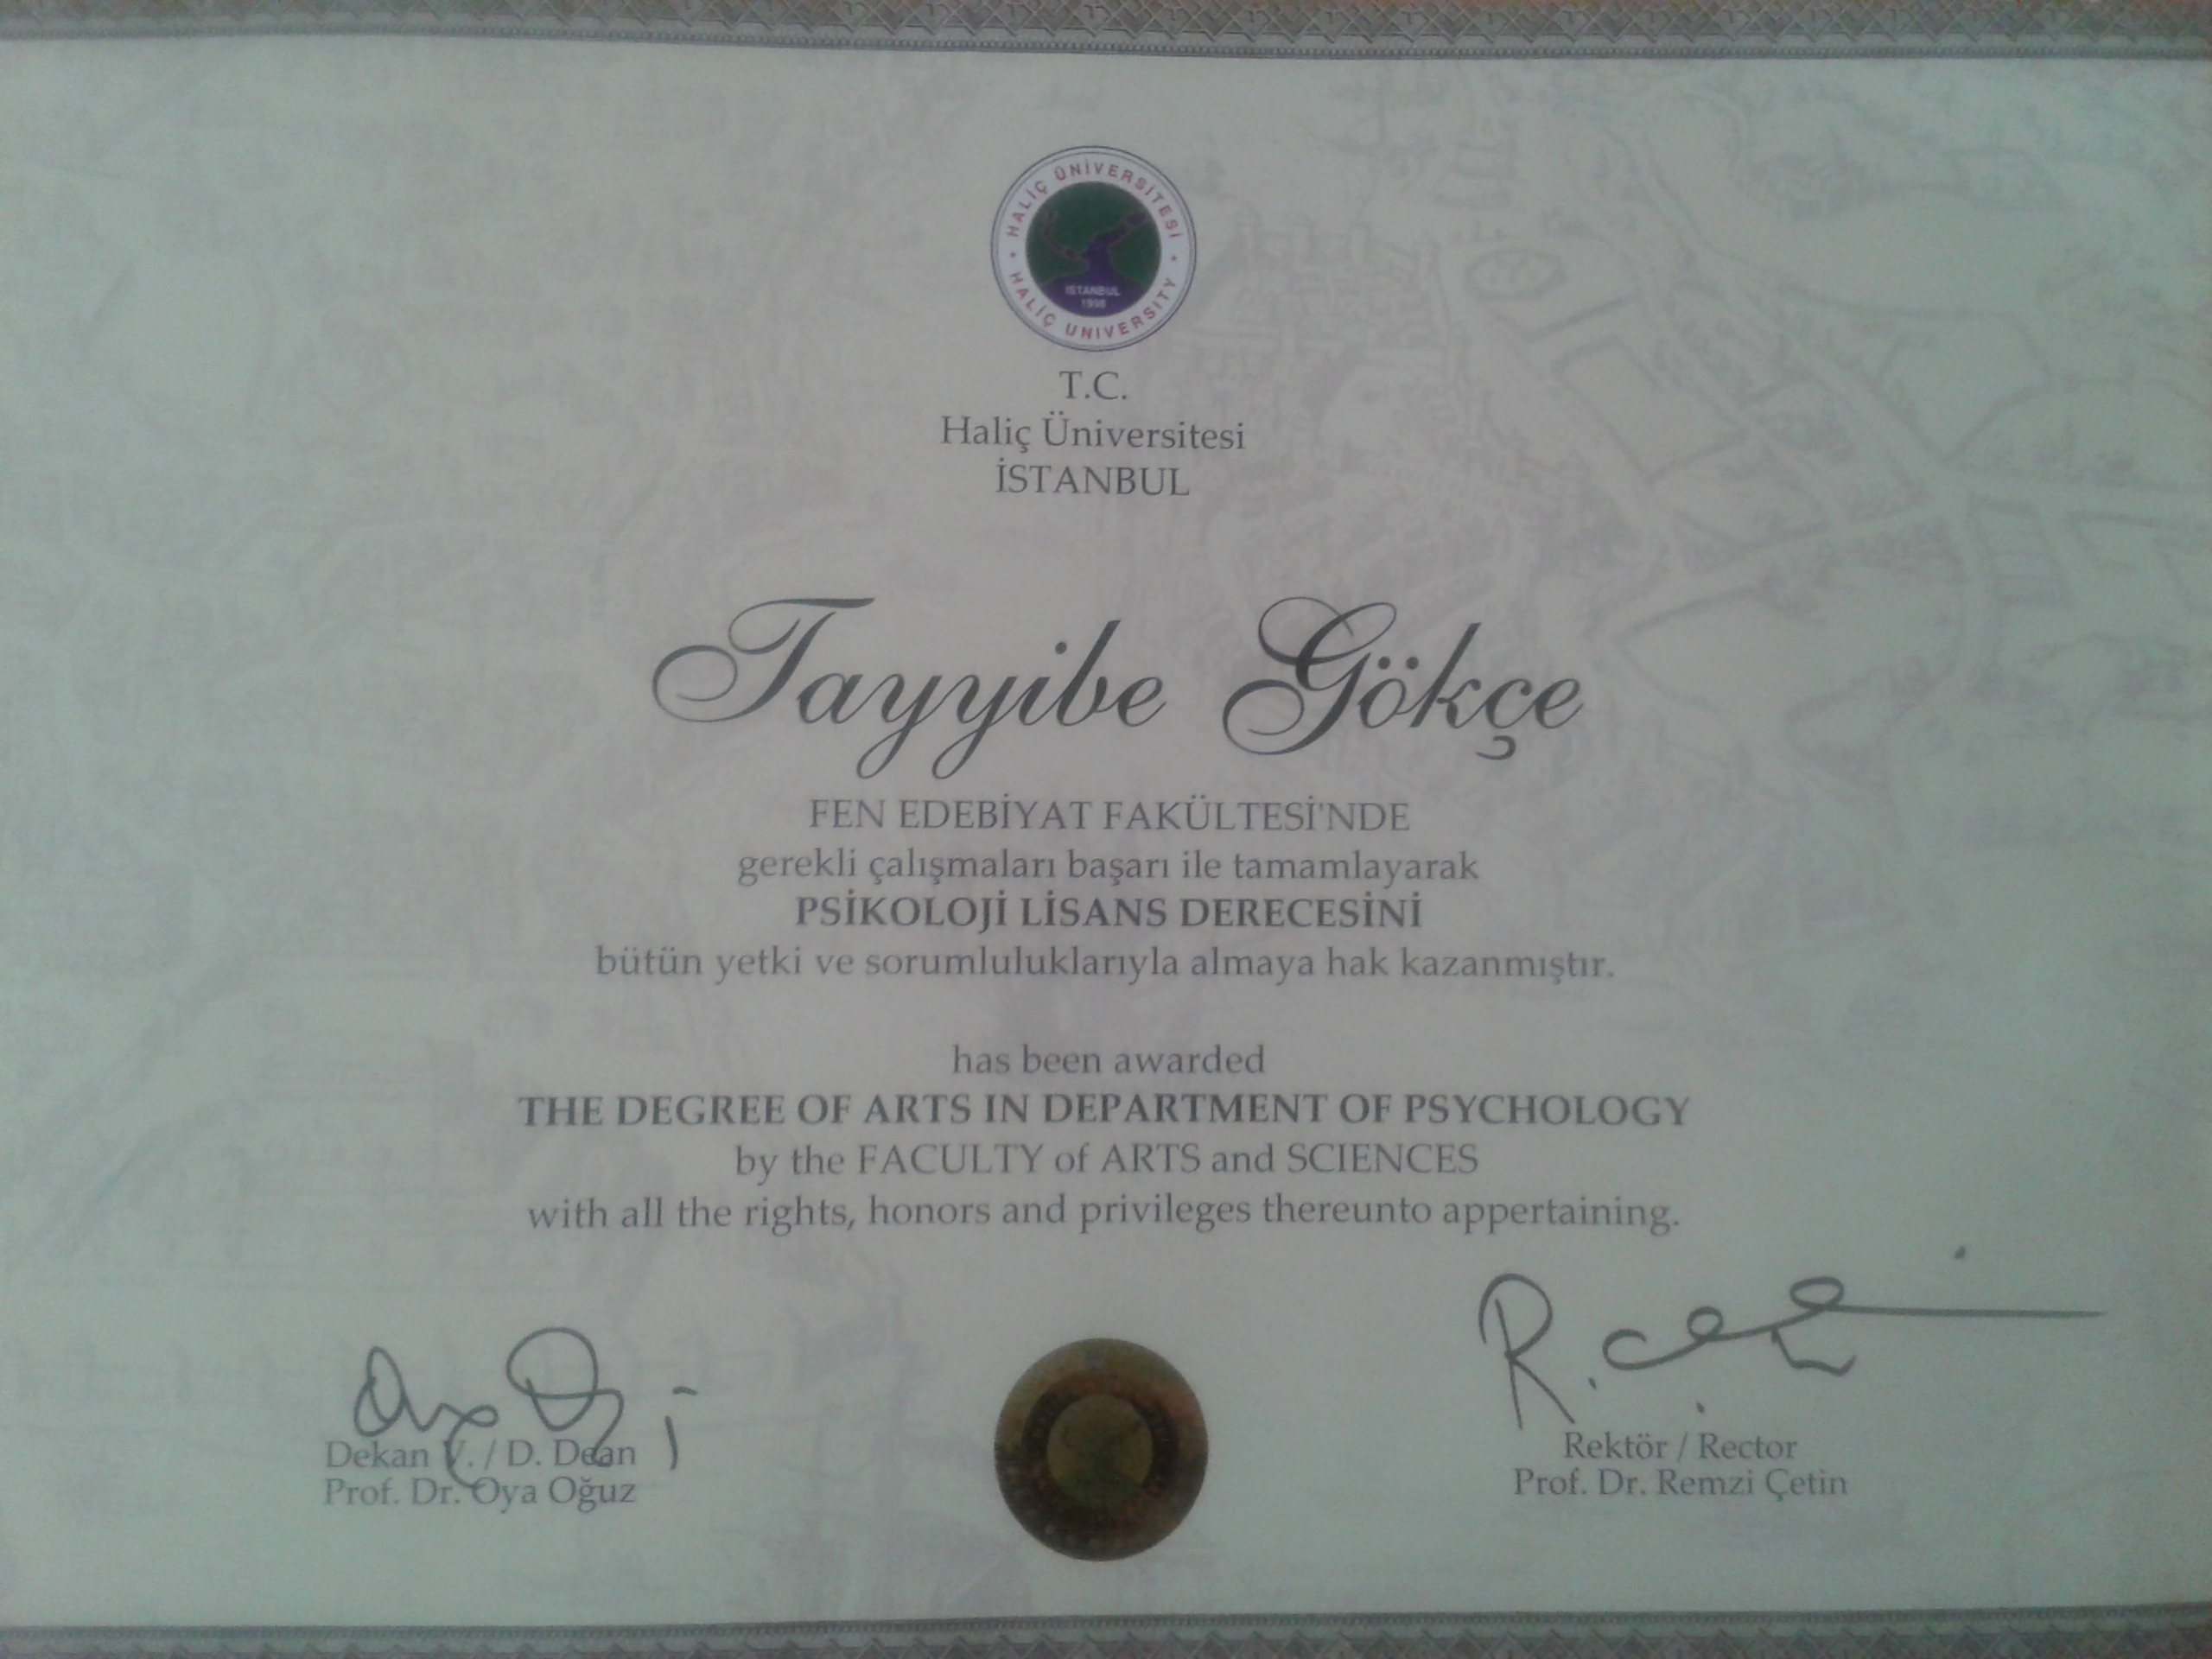 HALİÇ ÜNİVERSİTESİ
İSTANBUL
1998
HALİÇ UNIVERSITY
T.C.
Haliç Üniversitesi
İSTANBUL
Tayyibe Gökçe
FEN EDEBİYAT FAKÜLTESİ'NDE
gerekli çalışmaları başarı ile tamamlayarak
PSİKOLOJİ LİSANS DERECESİNİ
bütün yetki ve sorumluluklarıyla almaya hak kazanmıştır.
has been awarded
THE DEGREE OF ARTS IN DEPARTMENT OF PSYCHOLOGY
by the FACULTY of ARTS and SCIENCES
with all the rights, honors and privileges thereunto appertaining.
Dekan V. / D. Dean
Prof. Dr. Oya Oğuz
Rektör / Rector
Prof. Dr. Remzi Çetin